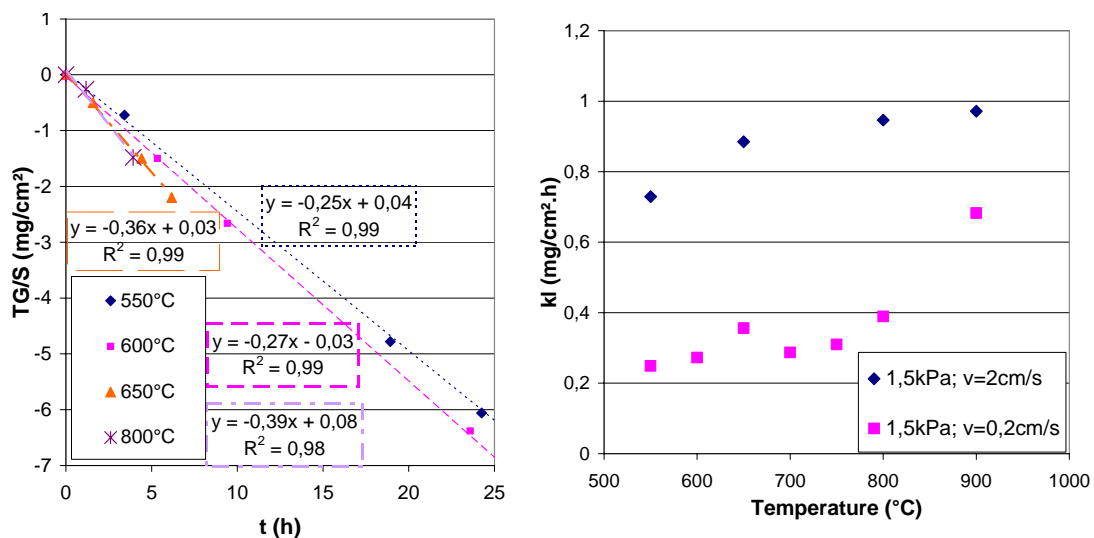 1
0
-1
-2
-3
-4
-5
-6
-7
TG/S (mg/cm²)
y = -0,25x + 0,04
R² = 0,99
y = -0,36x + 0,03
R² = 0,99
550°C
600°C
650°C
800°C
y = -0,27x - 0,03
R² = 0,99
y = -0,39x + 0,08
R² = 0,98
0 5 10 15 20 25
t (h)
1,2
1
0,8
0,6
0,4
0,2
0
kl (mg/cm².h)
1,5kPa; v=2cm/s
1,5kPa; v=0,2cm/s
500 600 700 800 900 1000
Temperature (°C)